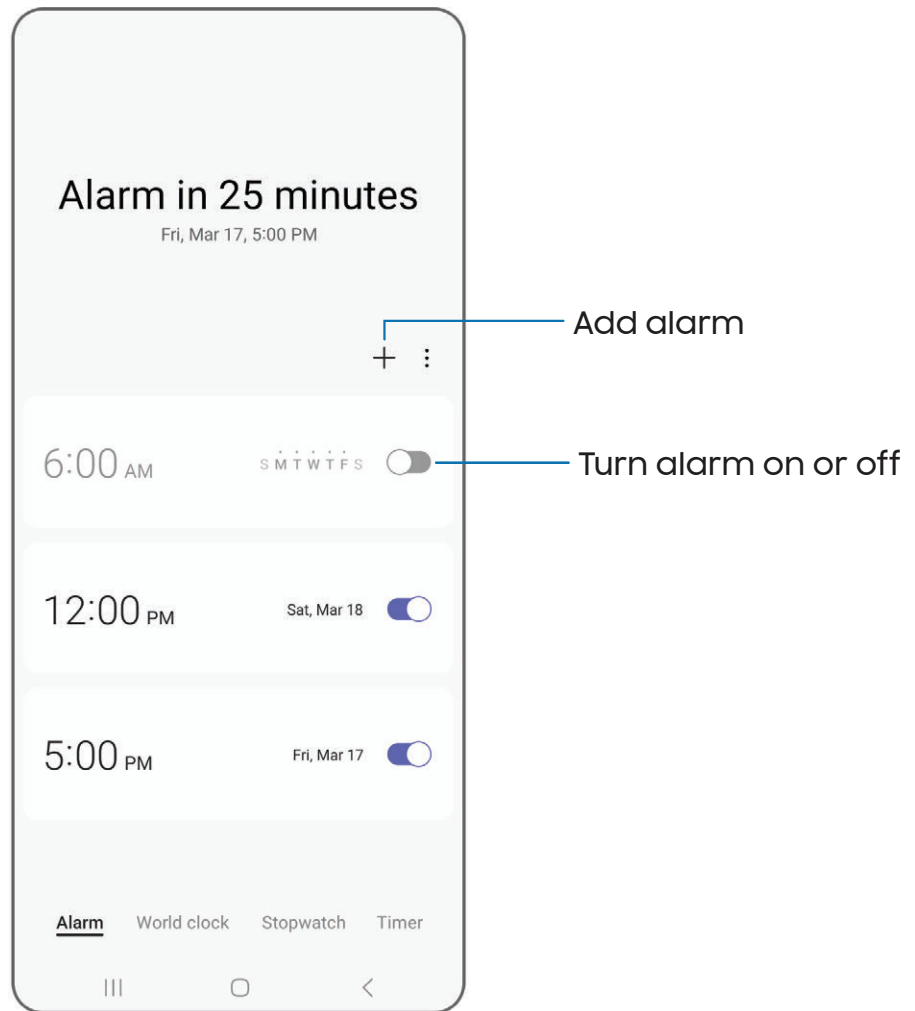 Alarm in 25 minutes
Fri, Mar 17, 5:00 PM
Add alarm
6:00 AM S M T W T F S
Turn alarm on or off
12:00 PM Sat, Mar 18
5:00 PM Fri, Mar 17
Alarm World clock Stopwatch Timer